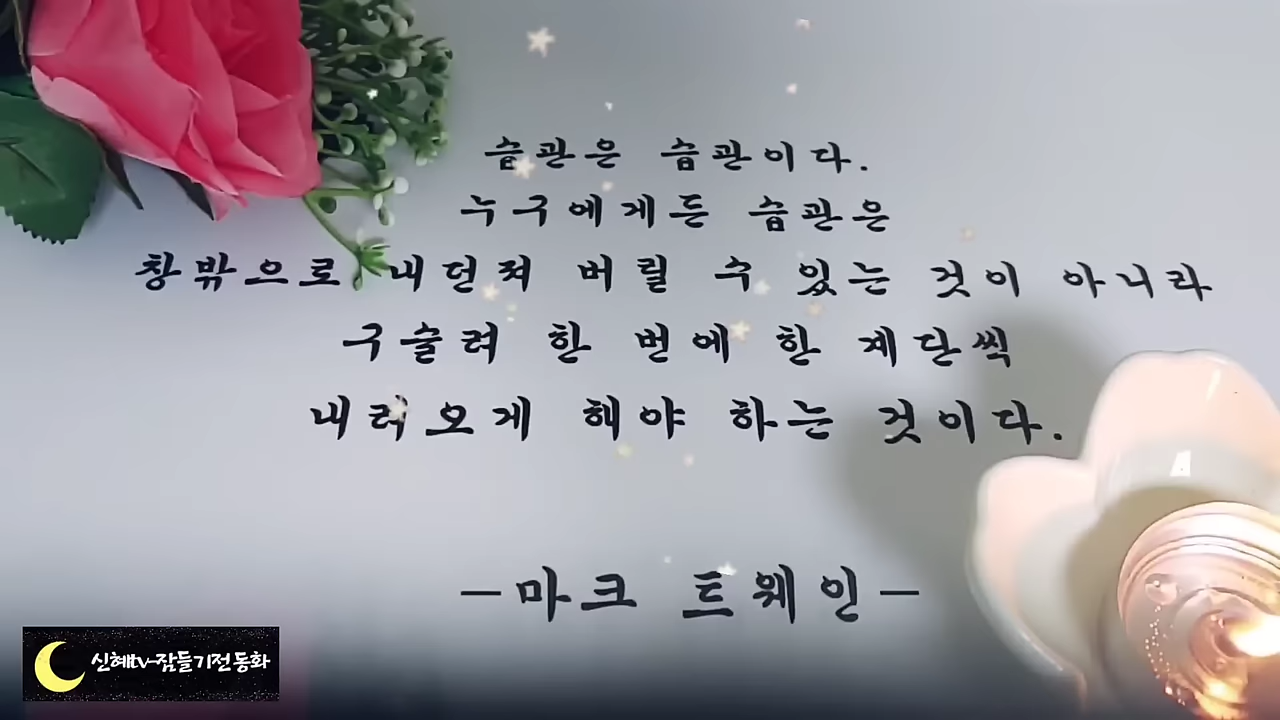 습관은 습관이다.
누구에게든 습관은
창밖으로 내던져 버릴 수 있는 것이 아니라
구슬려 한 번에 한 계단씩
내려오게 해야 하는 것이다.
-마크 트웨인-
신혜tv-잠들기전 동화